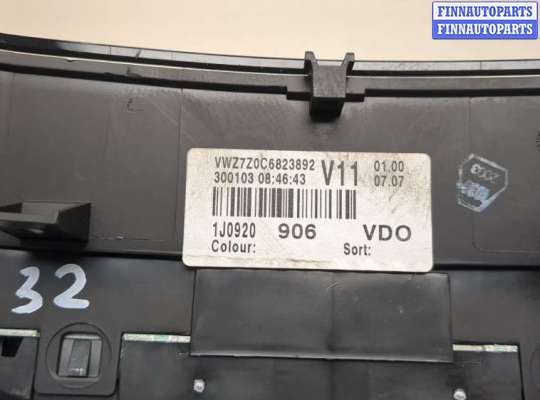 FINNAUTOPARTS
FINNAUTOPARTS
VWZ7Z0C6823892
300103 08:46:43 V11 01.00
07.07
1J0920 906 VDO
Colour: Sort:
32